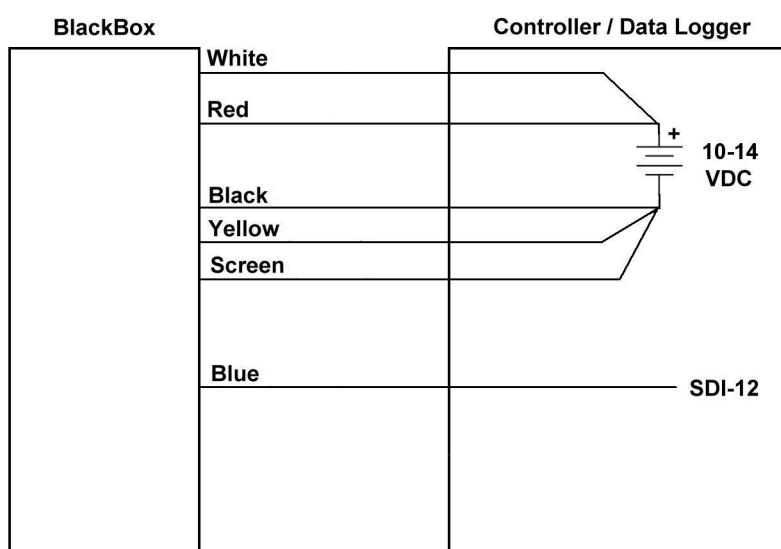 BlackBox
Controller / Data Logger
White
Red
+
10-14
VDC
Black
Yellow
Screen
Blue
SDI-12